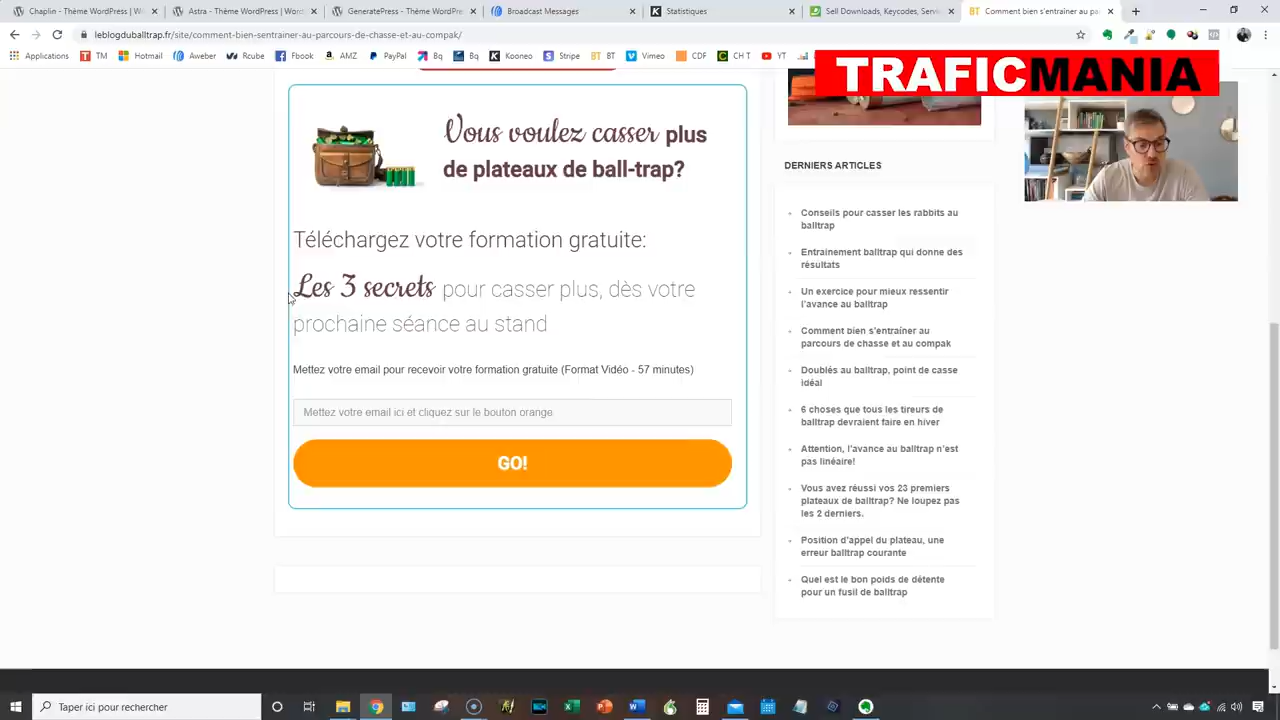 Chaplin - Thème WordPress | W
Astra - Thème WordPress | Word
GeneratePress - Thème WordPre
Broadcast Messages
Statistiques
Sell Downloads, Keycodes, Servic
Comment bien s'entraîner au pa
leblogduballtrap.fr/site/comment-bien-sentrainer-au-parcours-de-chasse-et-au-compak/
Applications TM Hotmail Aweber Rcube Ebook AMZ PayPal Bq Bq Kooneo Stripe BT BT Vimeo CDF CH T YT
TRAFICMANIA
Vous voulez casser plus
de plateaux de ball-trap?
Téléchargez votre formation gratuite:
Les 3 secrets pour casser plus, dès votre
prochaine séance au stand
Mettez votre email pour recevoir votre formation gratuite (Format Vidéo - 57 minutes)
Mettez votre email ici et cliquez sur le bouton orange
GO!
DERNIERS ARTICLES
Conseils pour casser les rabbits au
balltrap
Entrainement balltrap qui donne des
résultats
Un exercice pour mieux ressentir
l'avance au balltrap
Comment bien s'entraîner au
parcours de chasse et au compak
Doublés au balltrap, point de casse
idéal
6 choses que tous les tireurs de
balltrap devraient faire en hiver
Attention, l'avance au balltrap n'est
pas linéaire!
Vous avez réussi vos 23 premiers
plateaux de balltrap? Ne loupez pas
les 2 derniers.
Position d'appel du plateau, une
erreur balltrap courante
Quel est le bon poids de détente
pour un fusil de balltrap
Taper ici pour rechercher